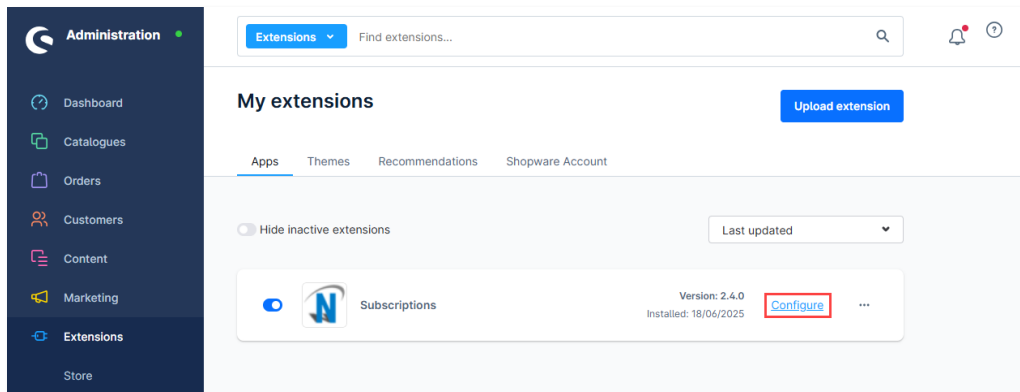 Administration
Extensions
Find extensions...
?
Dashboard
Catalogues
Orders
Customers
Content
Marketing
Extensions
Store
My extensions
Upload extension
Apps Themes Recommendations Shopware Account
Hide inactive extensions
Last updated
N
Subscriptions
Version: 2.4.0
Installed: 18/06/2025
Configure
...